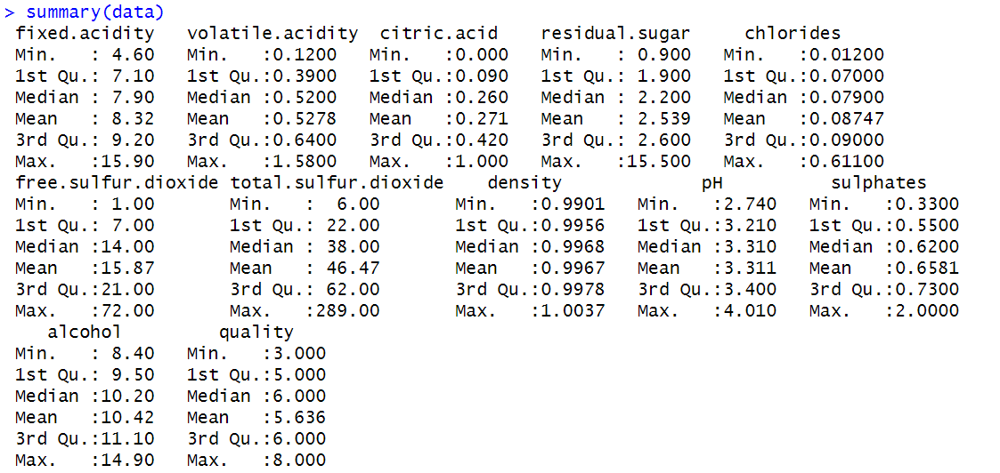 > summary(data)
 fixed.acidity   volatile.acidity  citric.acid    residual.sugar     chlorides
 Min.   : 4.60   Min.   :0.1200   Min.   :0.000   Min.   : 0.900   Min.   :0.01200
 1st Qu.: 7.10   1st Qu.:0.3900   1st Qu.:0.090   1st Qu.: 1.900   1st Qu.:0.07000
 Median : 7.90   Median :0.5200   Median :0.260   Median : 2.200   Median :0.07900
 Mean   : 8.32   Mean   :0.5278   Mean   :0.271   Mean   : 2.539   Mean   :0.08747
 3rd Qu.: 9.20   3rd Qu.:0.6400   3rd Qu.:0.420   3rd Qu.: 2.600   3rd Qu.:0.09000
 Max.   :15.90   Max.   :1.5800   Max.   :1.000   Max.   :15.500   Max.   :0.61100
 free.sulfur.dioxide total.sulfur.dioxide    density             pH          sulphates
 Min.   : 1.00       Min.   :  6.00       Min.   :0.9901   Min.   :2.740   Min.   :0.3300
 1st Qu.: 7.00       1st Qu.: 22.00       1st Qu.:0.9956   1st Qu.:3.210   1st Qu.:0.5500
 Median :14.00       Median : 38.00       Median :0.9968   Median :3.310   Median :0.6200
 Mean   :15.87       Mean   : 46.47       Mean   :0.9967   Mean   :3.311   Mean   :0.6581
 3rd Qu.:21.00       3rd Qu.: 62.00       3rd Qu.:0.9978   3rd Qu.:3.400   3rd Qu.:0.7300
 Max.   :72.00       Max.   :289.00       Max.   :1.0037   Max.   :4.010   Max.   :2.0000
    alcohol         quality
 Min.   : 8.40   Min.   :3.000
 1st Qu.: 9.50   1st Qu.:5.000
 Median :10.20   Median :6.000
 Mean   :10.42   Mean   :5.636
 3rd Qu.:11.10   3rd Qu.:6.000
 Max.   :14.90   Max.   :8.000